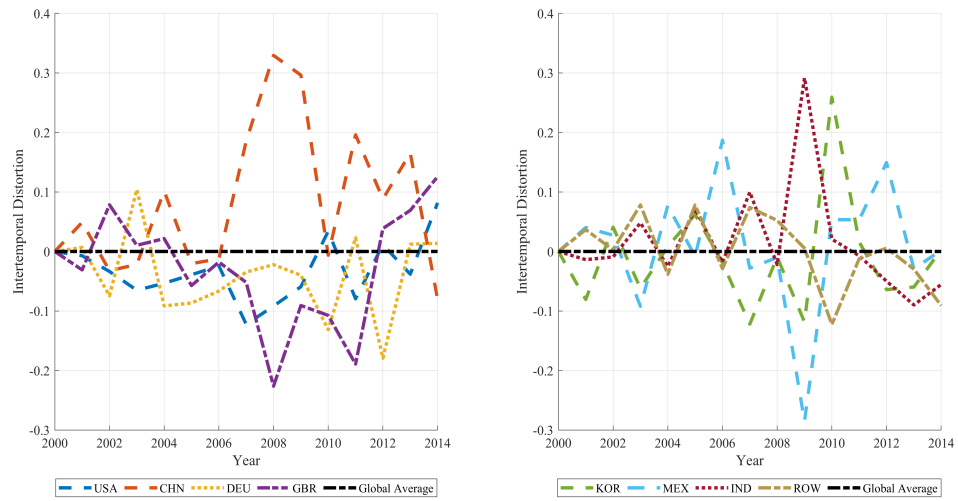 0.4
0.3
0.2
0.1
0
-0.1
-0.2
-0.3
Intertemporal Distortion
2000 2002 2004 2006 2008 2010 2012 2014
Year
USA CHN DEU GBR Global Average
0.4
0.3
0.2
0.1
0
-0.1
-0.2
-0.3
Intertemporal Distortion
2000 2002 2004 2006 2008 2010 2012 2014
Year
KOR MEX IND ROW Global Average